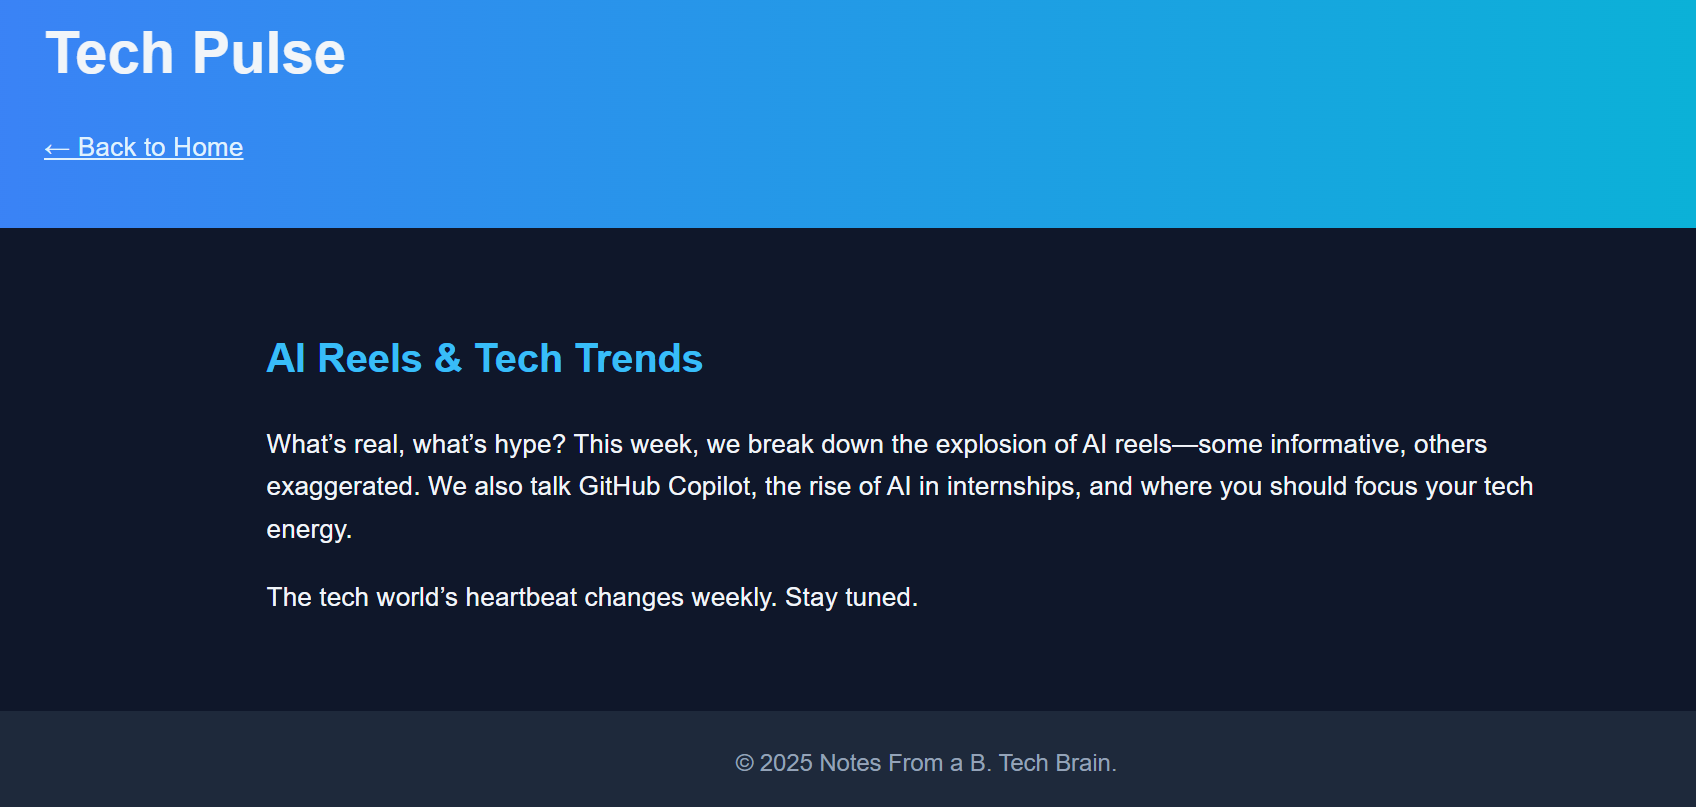 Tech Pulse
← Back to Home
AI Reels & Tech Trends
What’s real, what’s hype? This week, we break down the explosion of AI reels—some informative, others
exaggerated. We also talk GitHub Copilot, the rise of AI in internships, and where you should focus your tech
energy.
The tech world’s heartbeat changes weekly. Stay tuned.
© 2025 Notes From a B. Tech Brain.